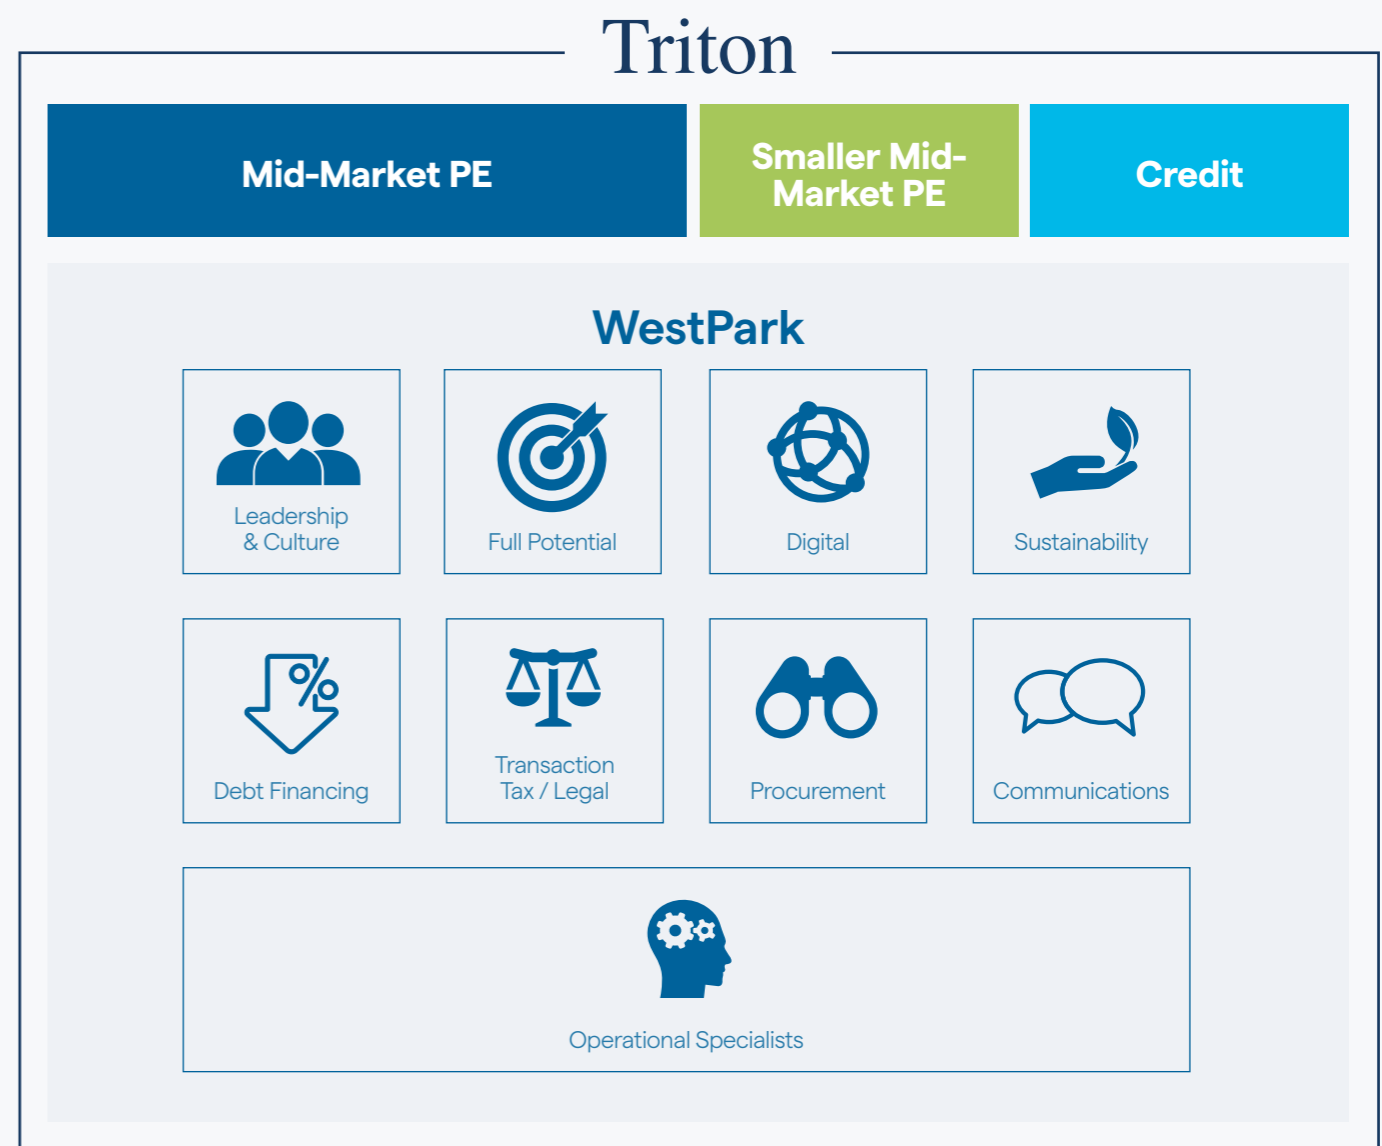 Triton
Mid-Market PE
Smaller Mid-
Market PE
Credit
WestPark
Leadership
& Culture
Full Potential
Digital
Sustainability
%
Debt Financing
Transaction
Tax / Legal
Procurement
Communications
Operational Specialists